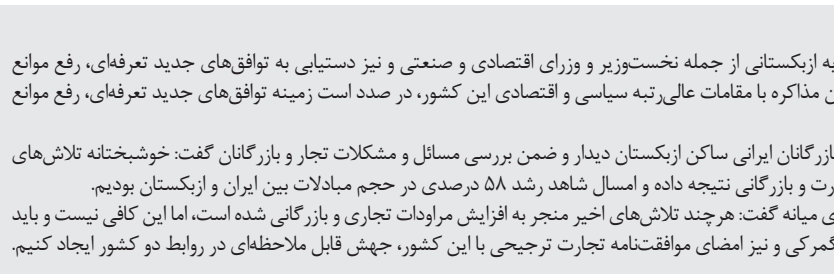 به ازبکستانی از جمله نخست‌وزیر و وزرای اقتصادی و صنعتی و نیز دستیابی به توافق‌های جدید تعرفه‌ای، رفع موانع
مذاکره با مقامات عالی‌رتبه سیاسی و اقتصادی این کشور، در صدد است زمینه توافق‌های جدید تعرفه‌ای، رفع موانع
بازرگانان ایرانی ساکن ازبکستان دیدار و ضمن بررسی مسائل و مشکلات تجار و بازرگانان گفت: خوشبختانه تلاش‌های
رت و بازرگانی نتیجه داده و امسال شاهد رشد ۵۸ درصدی در حجم مبادلات بین ایران و ازبکستان بودیم.
ی میانه گفت: هرچند تلاش‌های اخیر منجر به افزایش مراودات تجاری و بازرگانی شده است، اما این کافی نیست و باید
گمرکی و نیز امضای موافقت‌نامه تجارت ترجیحی با این کشور، جهش قابل ملاحظه‌ای در روابط دو کشور ایجاد کنیم.